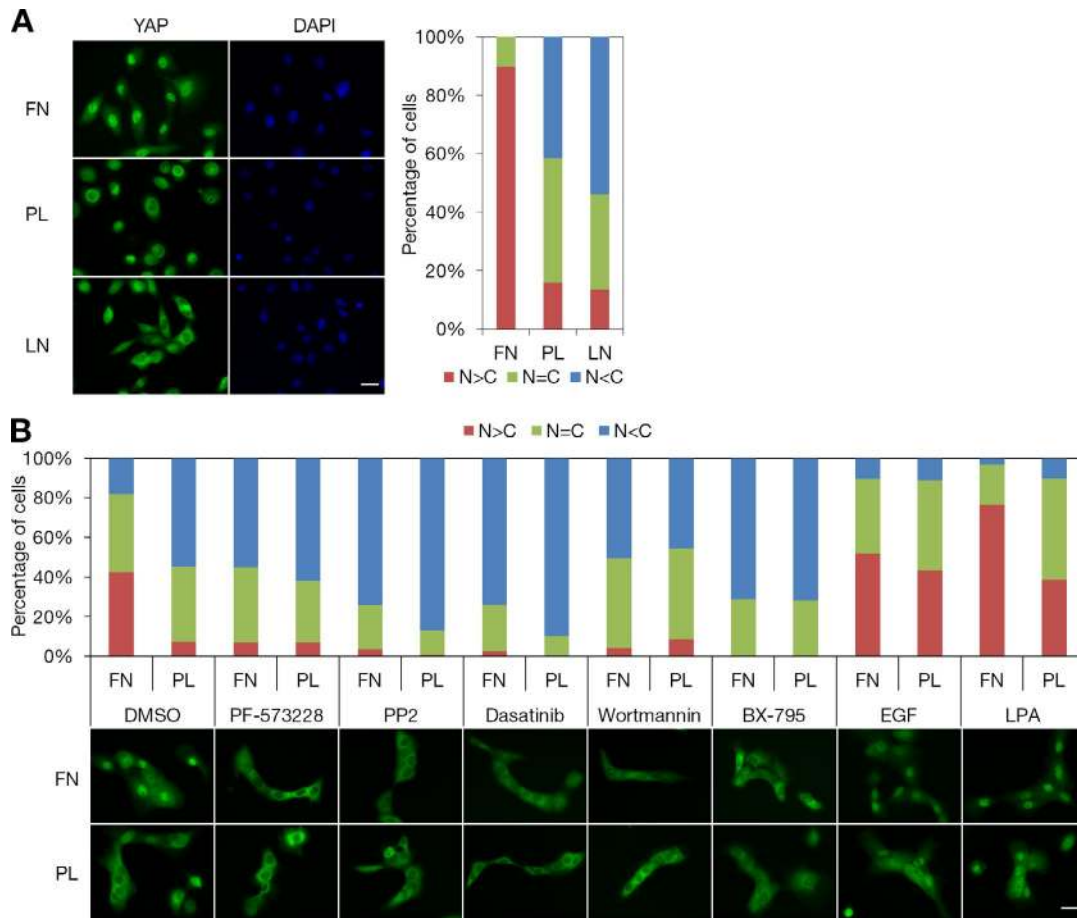 A
YAP DAPI
FN
PL
LN
Percentage of cells
100%
80%
60%
40%
20%
0%
FN PL LN
N>C N=C N<C
B
N>C N=C N<C
Percentage of cells
100%
80%
60%
40%
20%
0%
FN PL FN PL FN PL FN PL FN PL FN PL FN PL FN PL
DMSO PF-573228 PP2 Dasatinib Wortmannin BX-795 EGF LPA
FN
PL